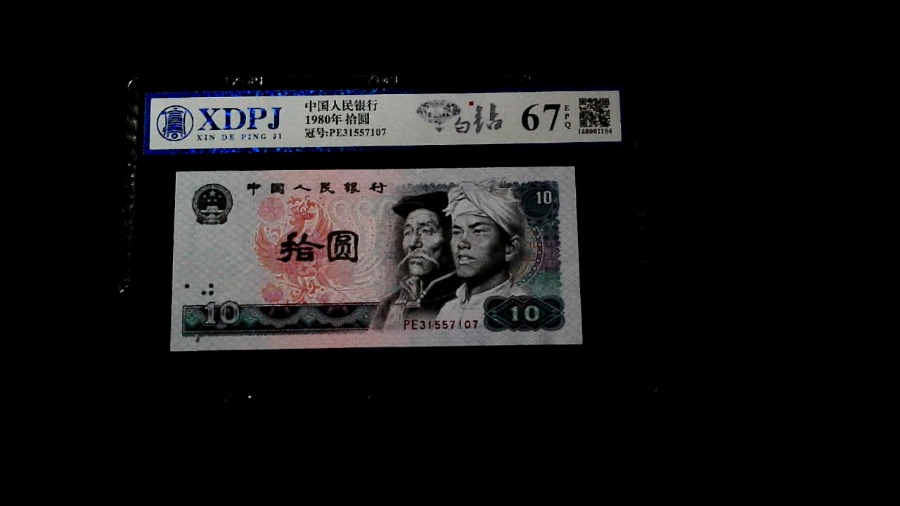 XDPJ
XIN DE PING JI
中国人民银行
1980年 拾圆
冠号:PE31557107
白钻
67
EPQ
168081154
中国人民银行
10
拾圆
10
PE31557107
10